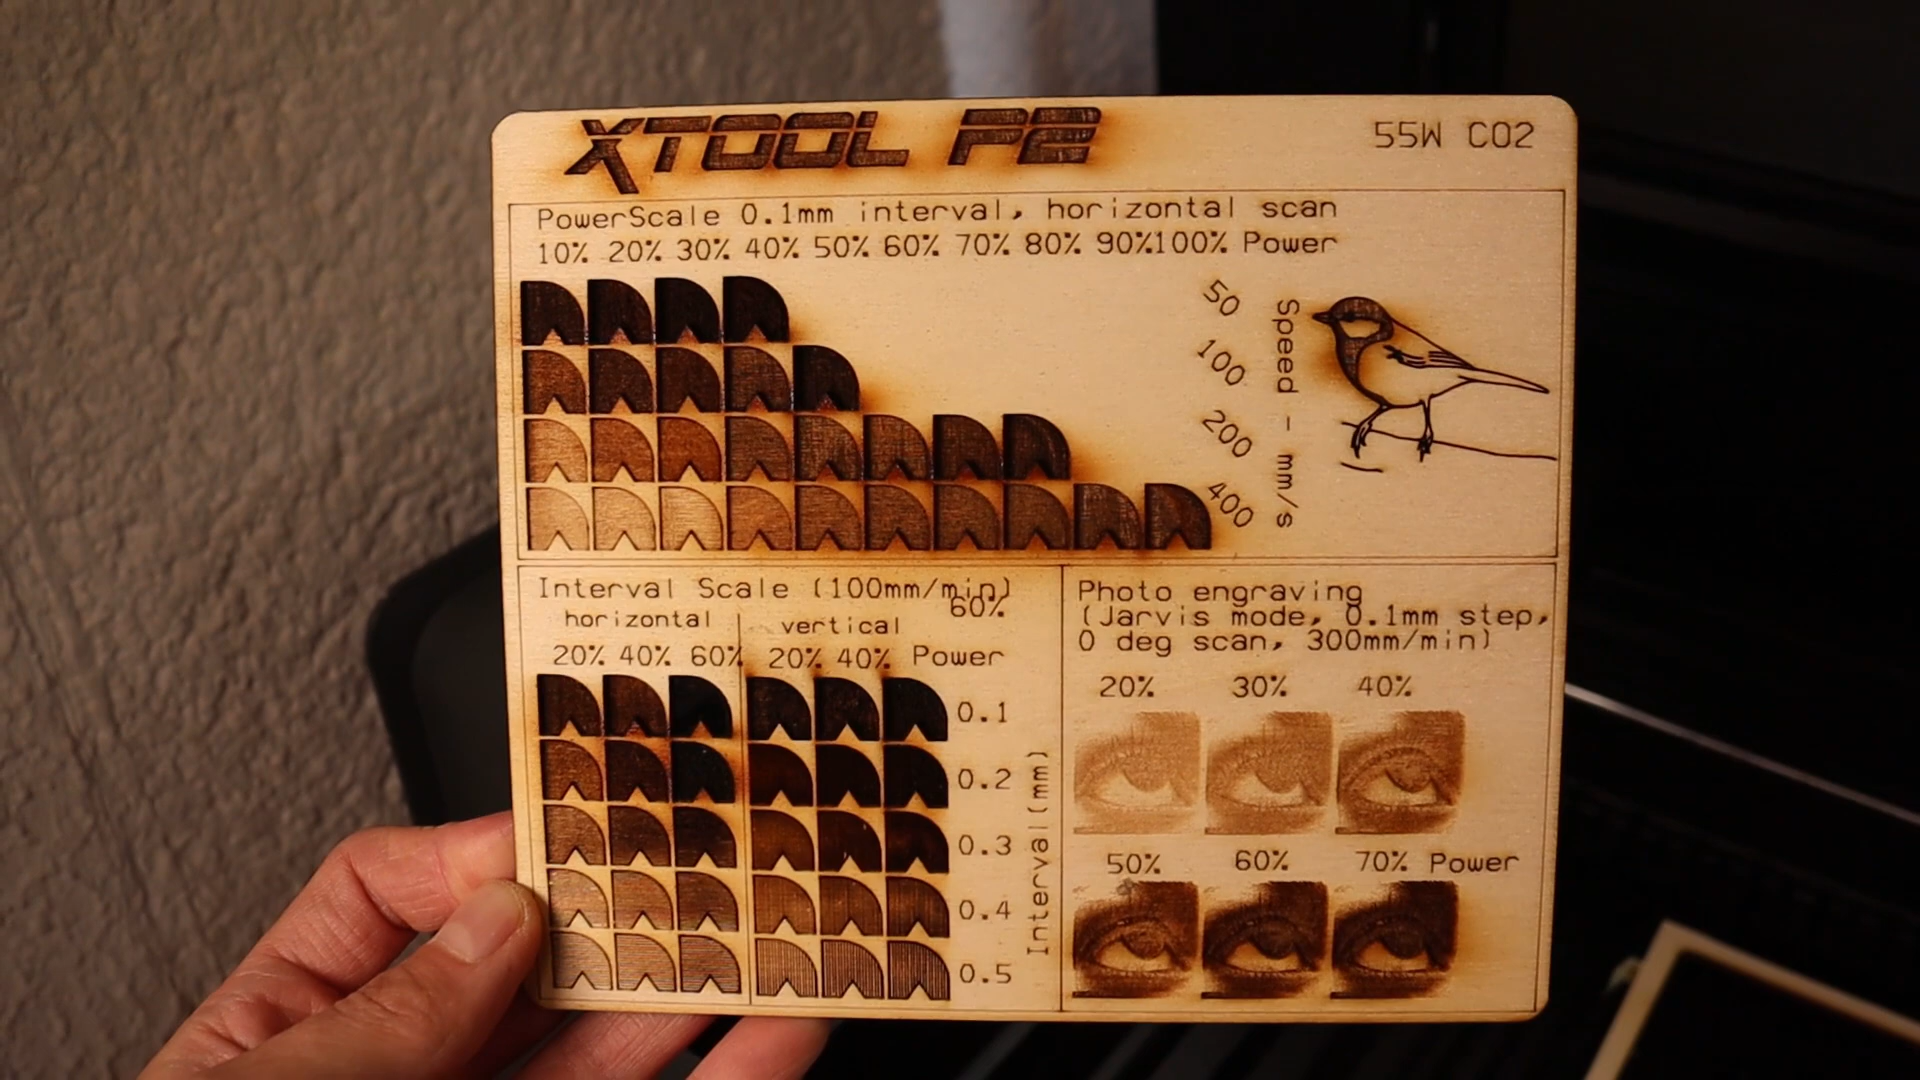 XTOOL P2
55W CO2
PowerScale 0.1mm interval, horizontal scan
10% 20% 30% 40% 50% 60% 70% 80% 90%100% Power
50
100
200
400
Speed - mm/s
Interval Scale (100mm/min)
60%
horizontal vertical
20% 40% 60% 20% 40% Power
0.1
0.2
0.3
0.4
0.5
Interval(mm)
Photo engraving
(Jarvis mode, 0.1mm step,
0 deg scan, 300mm/min)
20% 30% 40%
50% 60% 70% Power